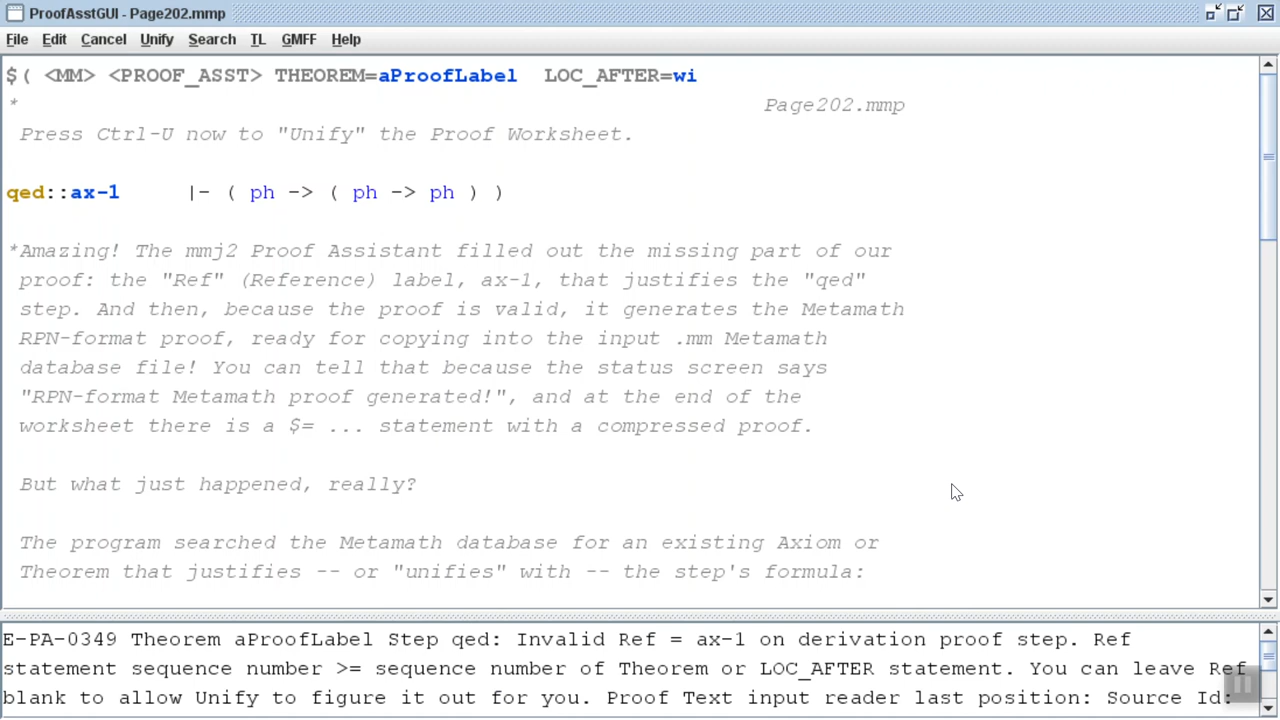 ProofAsstGUI - Page202.mmp
File Edit Cancel Unify Search TL GMFF Help
$( <MM> <PROOF_ASST> THEOREM=aProofLabel LOC_AFTER=wi
* Page202.mmp
Press Ctrl-U now to "Unify" the Proof Worksheet.
qed::ax-1 |- ( ph -> ( ph -> ph ) )
*Amazing! The mmj2 Proof Assistant filled out the missing part of our
proof: the "Ref" (Reference) label, ax-1, that justifies the "qed"
step. And then, because the proof is valid, it generates the Metamath
RPN-format proof, ready for copying into the input .mm Metamath
database file! You can tell that because the status screen says
"RPN-format Metamath proof generated!", and at the end of the
worksheet there is a $= ... statement with a compressed proof.
But what just happened, really?
The program searched the Metamath database for an existing Axiom or
Theorem that justifies -- or "unifies" with -- the step's formula:
E-PA-0349 Theorem aProofLabel Step qed: Invalid Ref = ax-1 on derivation proof step. Ref
statement sequence number >= sequence number of Theorem or LOC_AFTER statement. You can leave Ref
blank to allow Unify to figure it out for you. Proof Text input reader last position: Source Id: